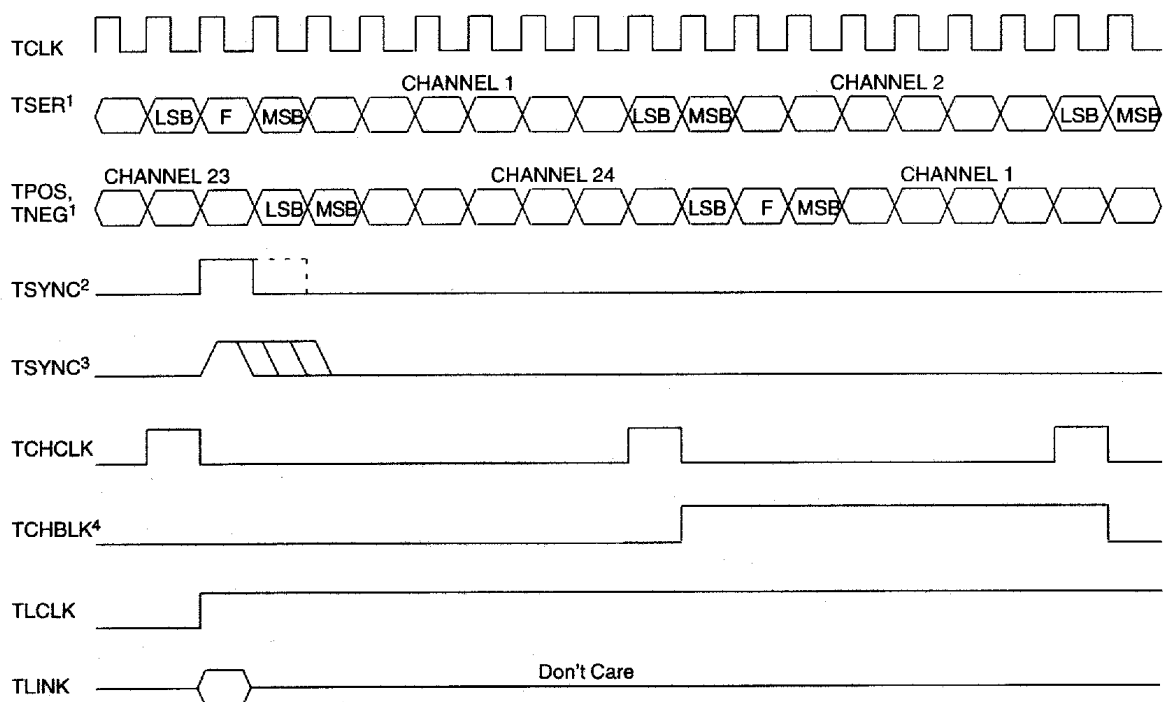 TCLK
CHANNEL 1 CHANNEL 2
TSER¹ LSB F MSB LSB MSB LSB MSB
CHANNEL 23 CHANNEL 24 CHANNEL 1
TPOS,
TNEG¹ LSB MSB LSB F MSB
TSYNC²
TSYNC³
TCHCLK
TCHBLK⁴
TLCLK
Don't Care
TLINK